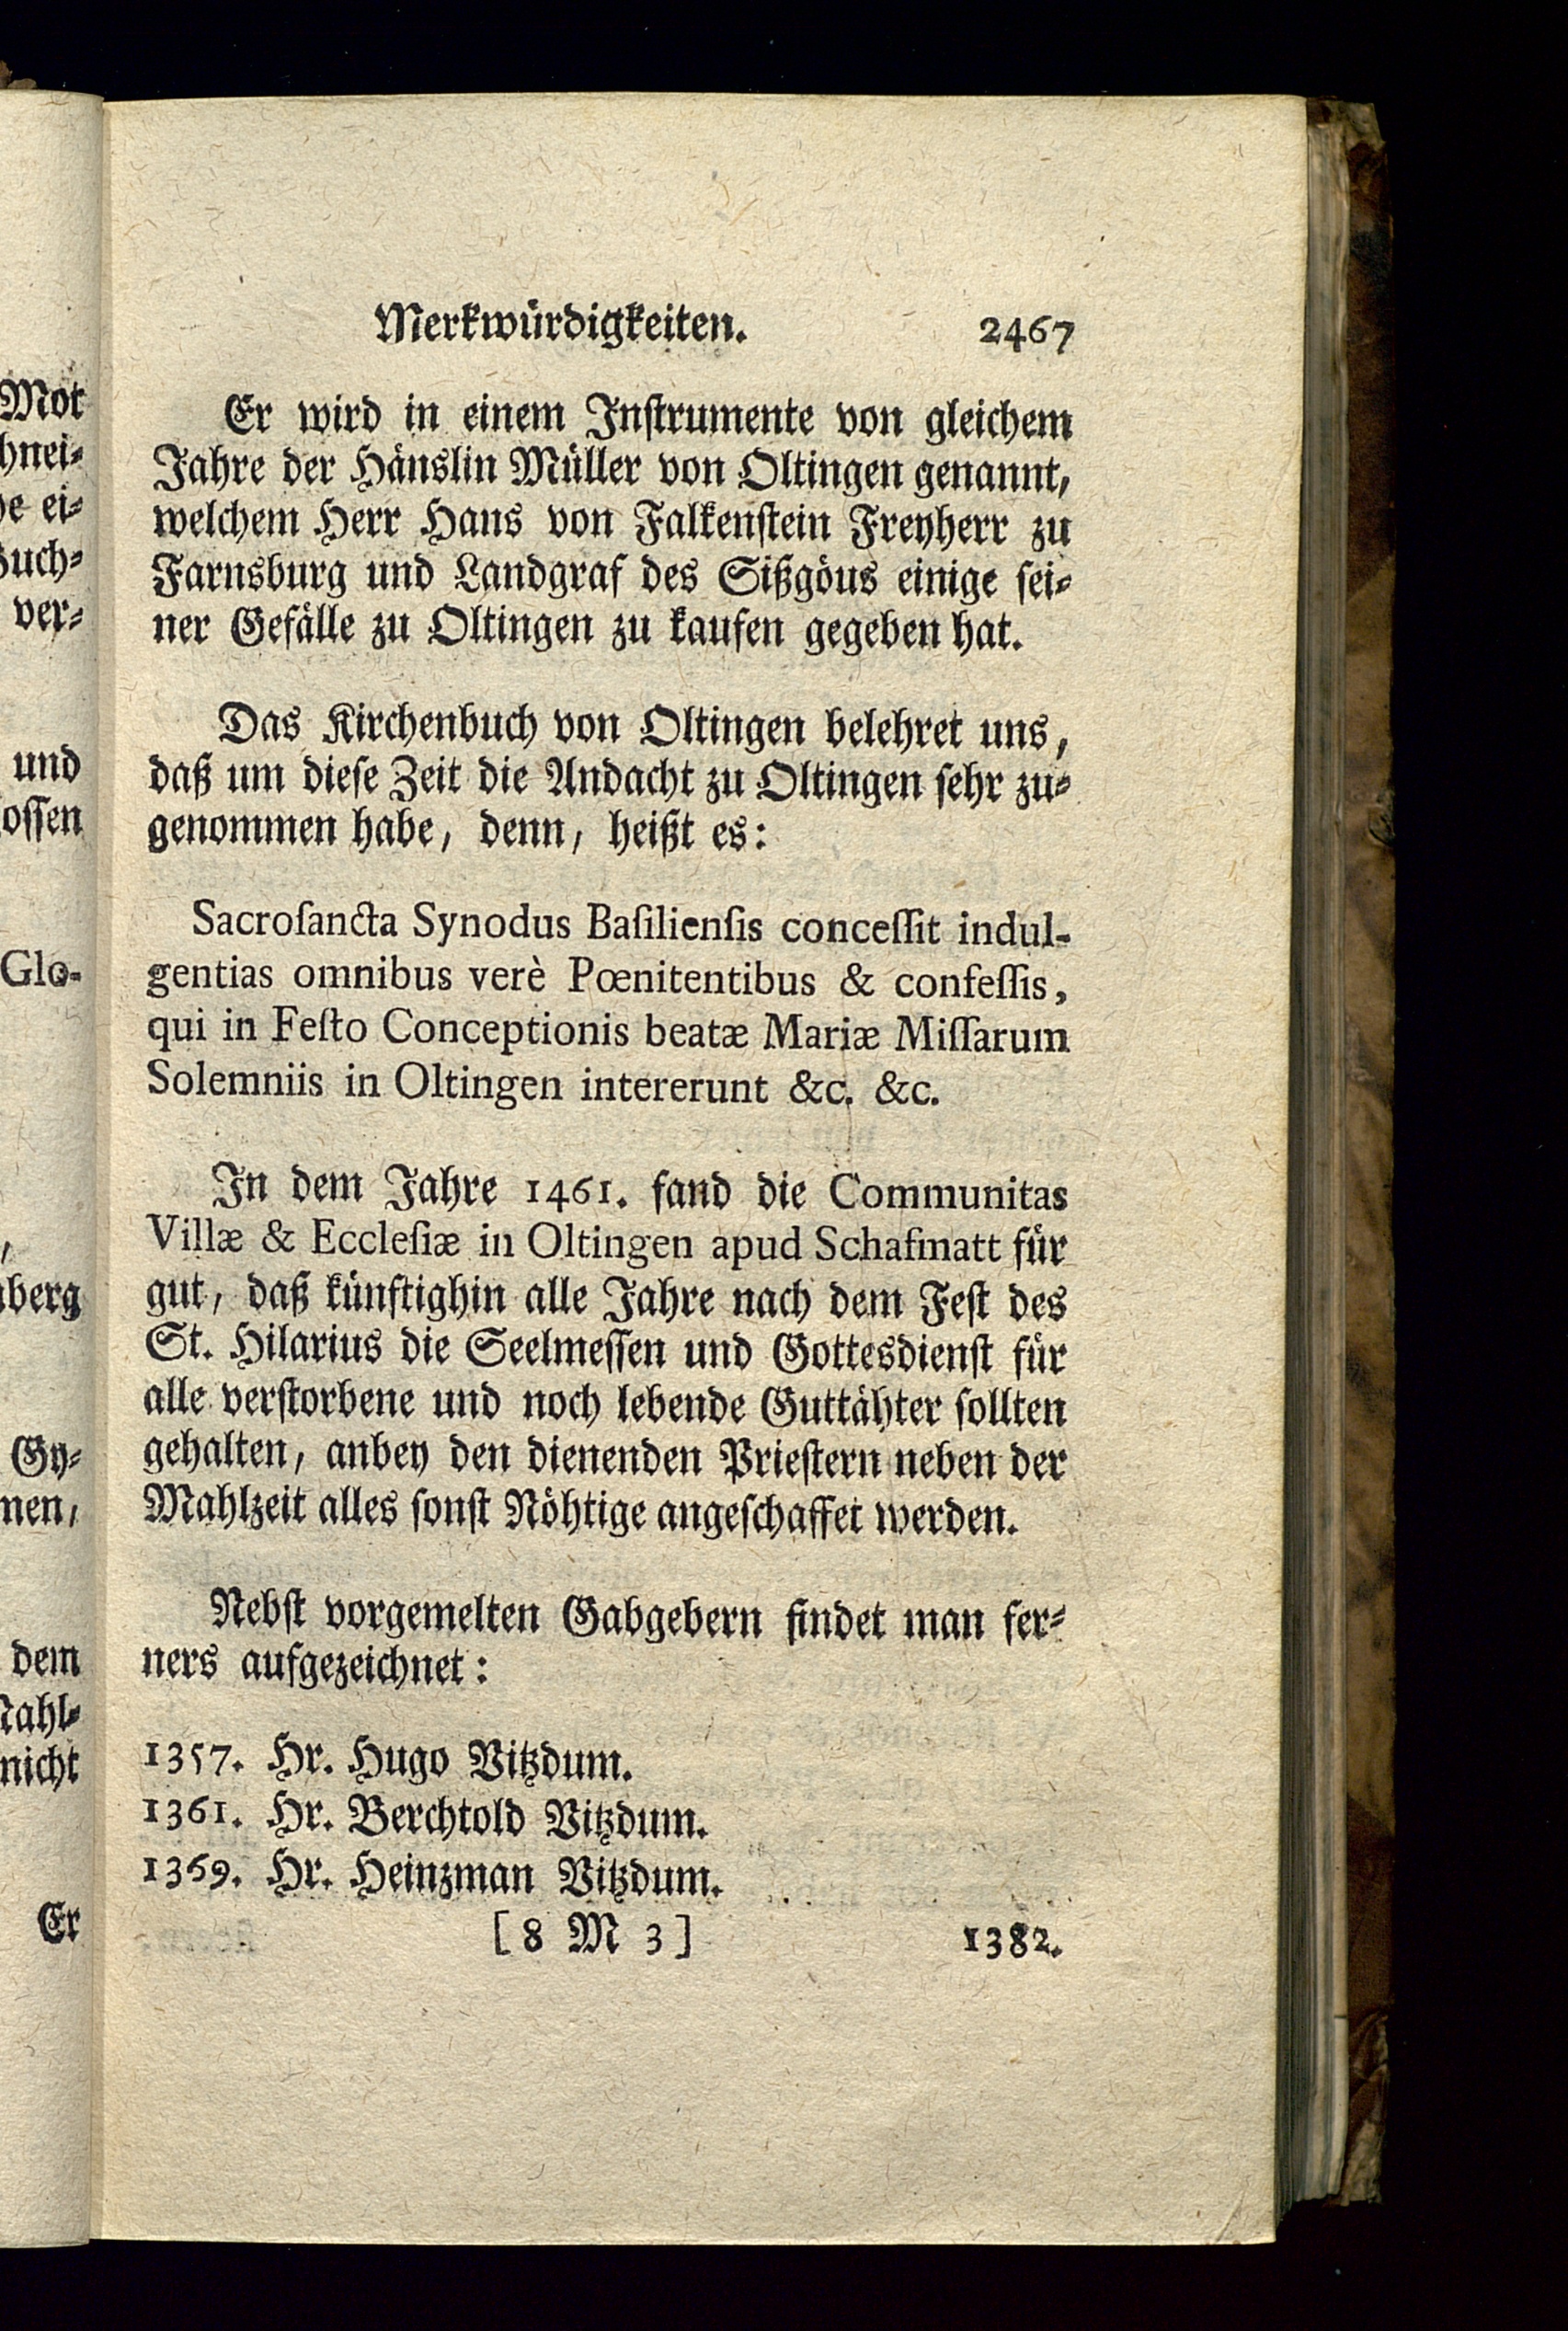 Merkwürdigkeiten. 2467
Er wird in einem Instrumente von gleichem
Jahre der Hänslin Müller von Oltingen genannt,
welchem Herr Hans von Falkenstein Freyherr zu
Farnsburg und Landgraf des Sißgöus einige sei-
ner Gefälle zu Oltingen zu kaufen gegeben hat.
Das Kirchenbuch von Oltingen belehret uns,
daß um diese Zeit die Andacht zu Oltingen sehr zu-
genommen habe, denn, heißt es:
Sacroſancta Synodus Baſilienſis conceſſit indul-
gentias omnibus verè Pœnitentibus & confeſſis,
qui in Feſto Conceptionis beatæ Mariæ Miſſarum
Solemniis in Oltingen intererunt &c. &c.
In dem Jahre 1461. fand die Communitas
Villæ & Eccleſiæ in Oltingen apud Schafmatt für
gut, daß künftighin alle Jahre nach dem Fest des
St. Hilarius die Seelmessen und Gottesdienst für
alle verstorbene und noch lebende Guttähter sollten
gehalten, anbey den dienenden Priestern neben der
Mahlzeit alles sonst Nöhtige angeschaffet werden.
Nebst vorgemelten Gabgebern findet man fer-
ners aufgezeichnet:
1357. Hr. Hugo Vitzdum.
1361. Hr. Berchtold Vitzdum.
1369. Hr. Heinzman Vitzdum.
[8 M 3] 1382.